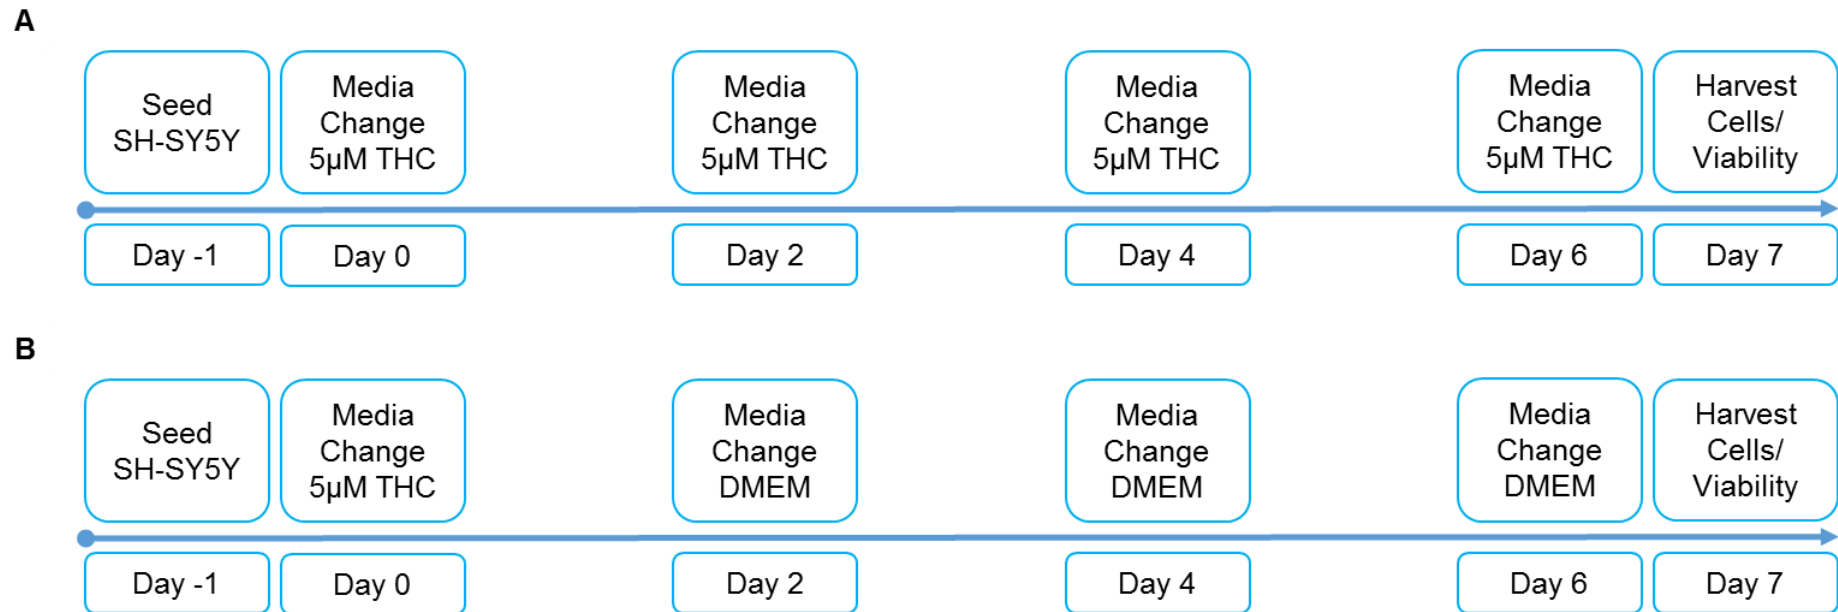 A
Seed
SH-SY5Y
Media
Change
5µM THC
Media
Change
5µM THC
Media
Change
5µM THC
Media
Change
5µM THC
Harvest
Cells/
Viability
Day -1
Day 0
Day 2
Day 4
Day 6
Day 7
B
Seed
SH-SY5Y
Media
Change
5µM THC
Media
Change
DMEM
Media
Change
DMEM
Media
Change
DMEM
Harvest
Cells/
Viability
Day -1
Day 0
Day 2
Day 4
Day 6
Day 7